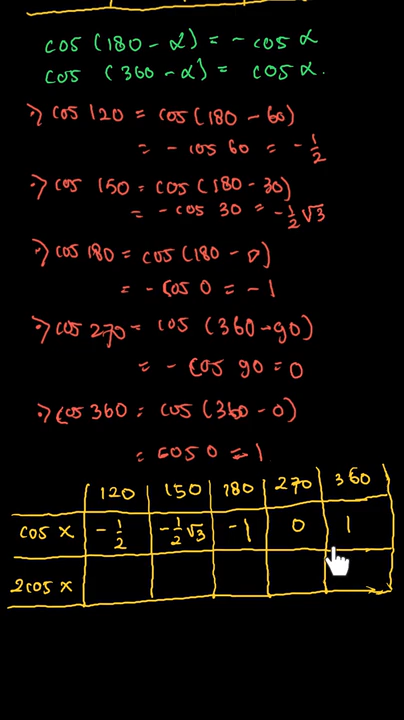 cos (180 - α) = - cos α
cos (360 - α) = cos α.
:) cos 120 = cos (180 - 60)
= - cos 60 = - 1/2
:) cos 150 = cos (180 - 30)
= - cos 30 = - 1/2 √3
:) cos 180 = cos (180 - 0)
= - cos 0 = - 1
:) cos 270 = cos (360 - 90)
= - cos 90 = 0
:) cos 360 = cos (360 - 0)
= cos 0 = 1
120 150 180 270 360
cos x - 1/2 - 1/2 √3 - 1 0 1
2 cos x